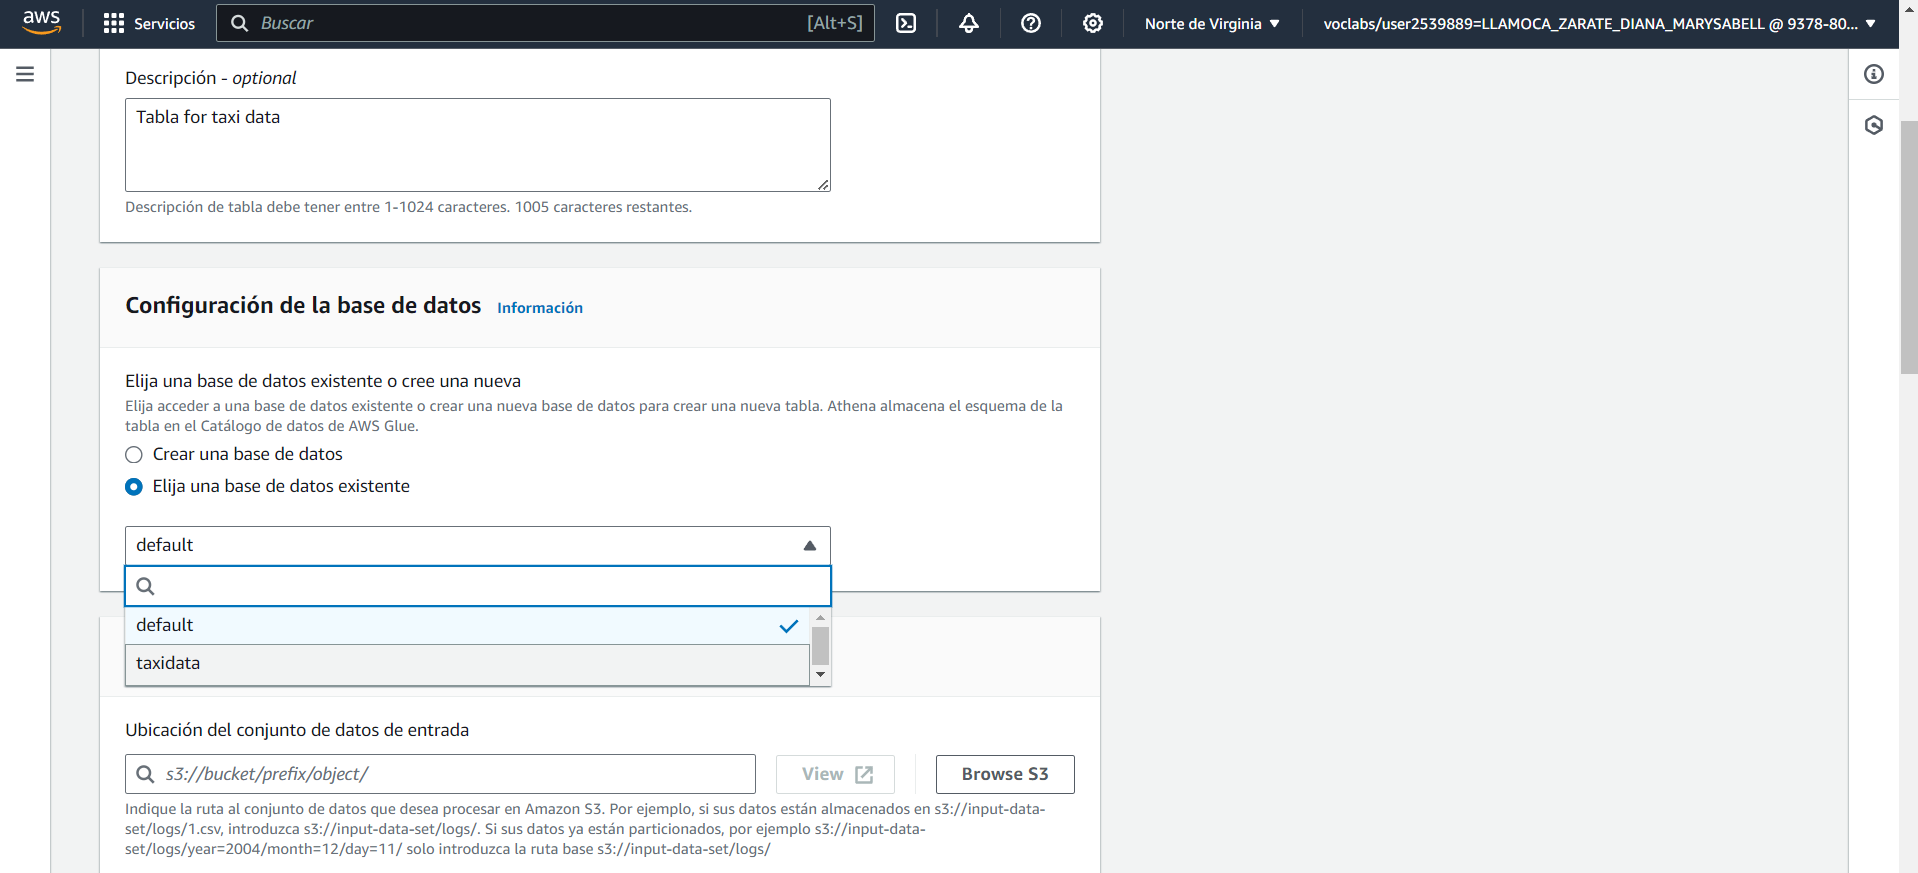 aws
Servicios
Buscar
[Alt+S]
Norte de Virginia
voclabs/user2539889=LLAMOCA_ZARATE_DIANA_MARYSABELL @ 9378-80...
Descripción - optional
Tabla for taxi data
Descripción de tabla debe tener entre 1-1024 caracteres. 1005 caracteres restantes.
Configuración de la base de datos
Información
Elija una base de datos existente o cree una nueva
Elija acceder a una base de datos existente o crear una nueva base de datos para crear una nueva tabla. Athena almacena el esquema de la
tabla en el Catálogo de datos de AWS Glue.
Crear una base de datos
Elija una base de datos existente
default
default
taxidata
Ubicación del conjunto de datos de entrada
s3://bucket/prefix/object/
View
Browse S3
Indique la ruta al conjunto de datos que desea procesar en Amazon S3. Por ejemplo, si sus datos están almacenados en s3://input-data-
set/logs/1.csv, introduzca s3://input-data-set/logs/. Si sus datos ya están particionados, por ejemplo s3://input-data-
set/logs/year=2004/month=12/day=11/ solo introduzca la ruta base s3://input-data-set/logs/